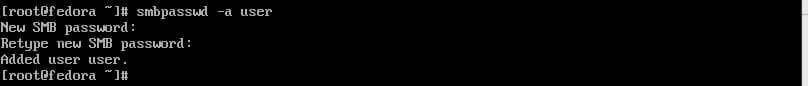 [root@fedora ~]# smbpasswd -a user
New SMB password:
Retype new SMB password:
Added user user.
[root@fedora ~]#